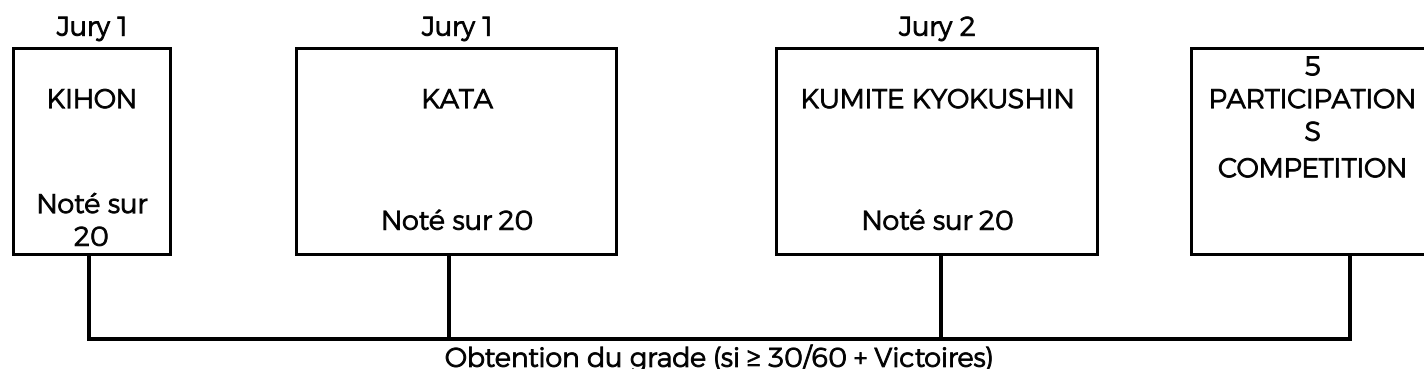 Jury 1
KIHON
Noté sur
20
Jury 1
KATA
Noté sur 20
Jury 2
KUMITE KYOKUSHIN
Noté sur 20
5
PARTICIPATION
S
COMPETITION
Obtention du grade (si ≥ 30/60 + Victoires)